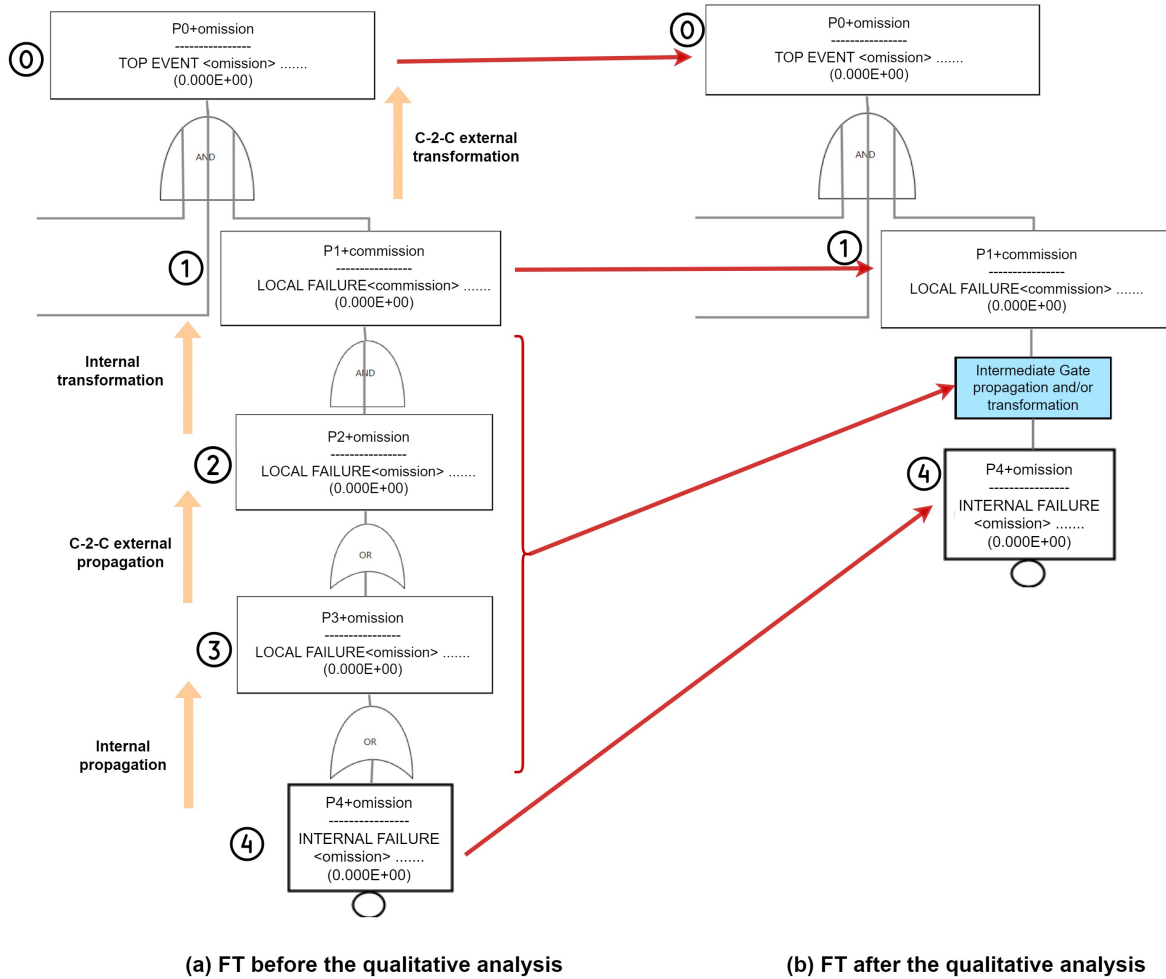 0
P0+omission
----------------
TOP EVENT <omission> .......
(0.000E+00)
AND
C-2-C external
transformation
1
P1+commission
----------------
LOCAL FAILURE<commission> .......
(0.000E+00)
Internal
transformation
AND
2
P2+omission
----------------
LOCAL FAILURE<omission> .......
(0.000E+00)
C-2-C external
propagation
OR
3
P3+omission
----------------
LOCAL FAILURE<omission> .......
(0.000E+00)
Internal
propagation
OR
4
P4+omission
----------------
INTERNAL FAILURE
<omission> .......
(0.000E+00)
(a) FT before the qualitative analysis
0
P0+omission
----------------
TOP EVENT <omission> .......
(0.000E+00)
AND
1
P1+commission
----------------
LOCAL FAILURE<commission> .......
(0.000E+00)
Intermediate Gate
propagation and/or
transformation
4
P4+omission
----------------
INTERNAL FAILURE
<omission> .......
(0.000E+00)
(b) FT after the qualitative analysis